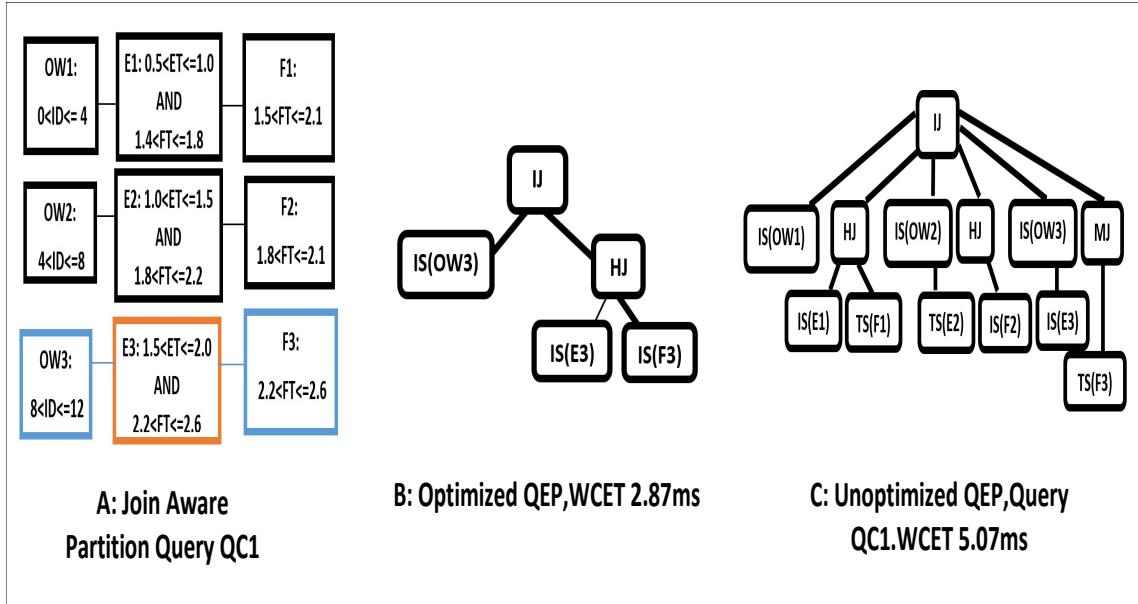 OW1:
0<ID<= 4
E1: 0.5<ET<=1.0
AND
1.4<FT<=1.8
F1:
1.5<FT<=2.1
OW2:
4<ID<=8
E2: 1.0<ET<=1.5
AND
1.8<FT<=2.2
F2:
1.8<FT<=2.1
OW3:
8<ID<=12
E3: 1.5<ET<=2.0
AND
2.2<FT<=2.6
F3:
2.2<FT<=2.6
A: Join Aware
Partition Query QC1
IJ
IS(OW3)
HJ
IS(E3)
IS(F3)
B: Optimized QEP,WCET 2.87ms
IJ
IS(OW1)
HJ
IS(OW2)
HJ
IS(OW3)
MJ
IS(E1)
TS(F1)
TS(E2)
IS(F2)
IS(E3)
TS(F3)
C: Unoptimized QEP,Query
QC1.WCET 5.07ms